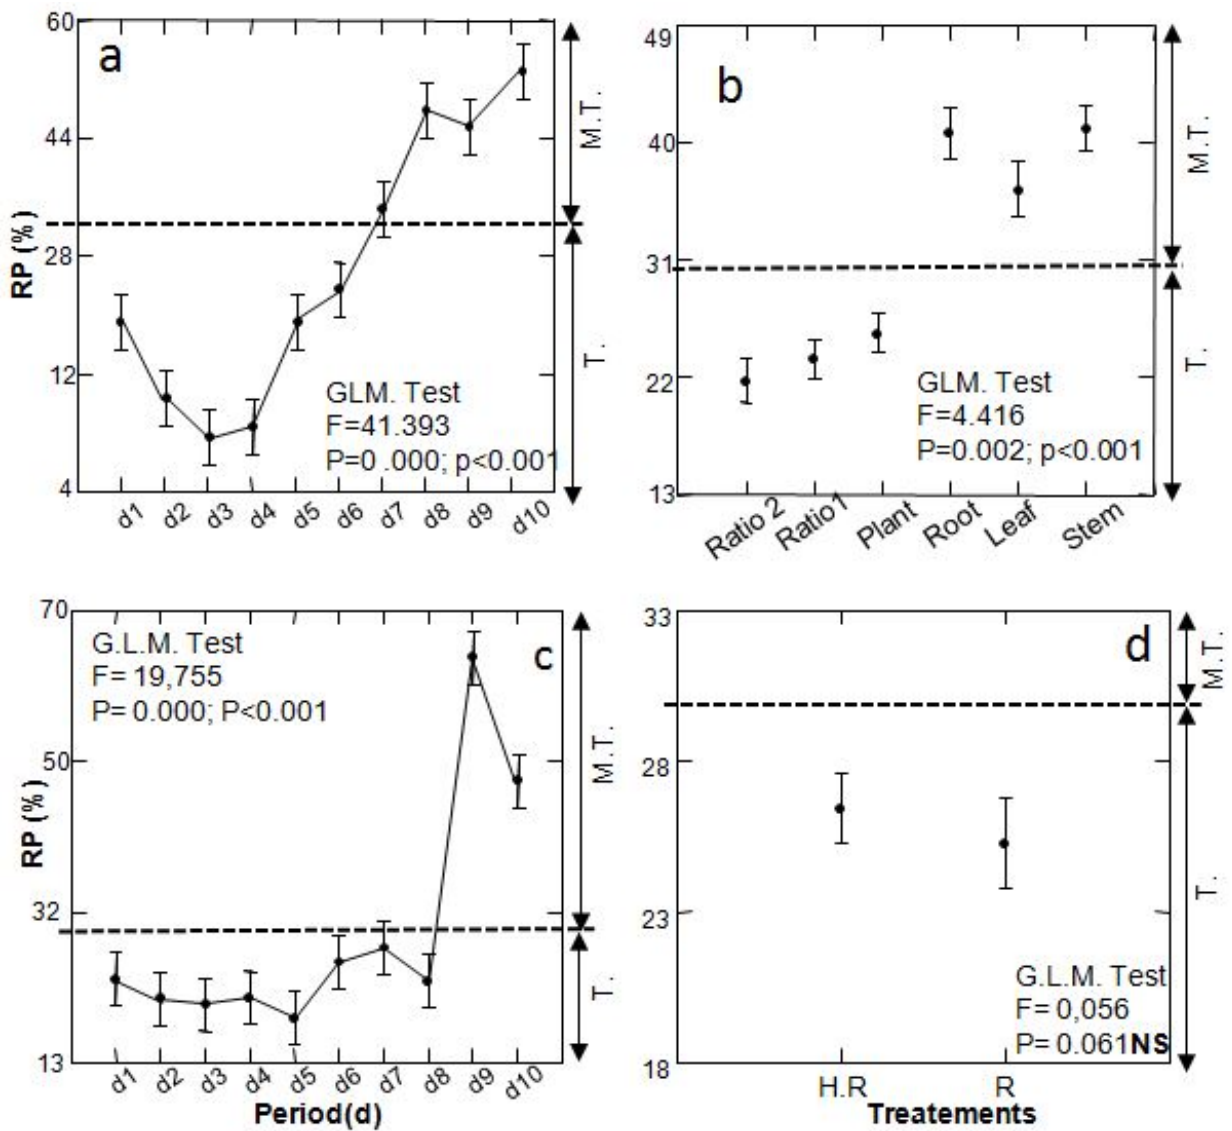 a
60
44
28
12
4
RP (%)
M.T.
T.
GLM. Test
F=41.393
P=0 .000; p<0.001
d1 d2 d3 d4 d5 d6 d7 d8 d9 d10
b
49
40
31
22
13
M.T.
T.
GLM. Test
F=4.416
P=0.002; p<0.001
Ratio 2 Ratio1 Plant Root Leaf Stem
c
70
50
32
13
RP (%)
G.L.M. Test
F= 19,755
P= 0.000; P<0.001
M.T.
T.
d1 d2 d3 d4 d5 d6 d7 d8 d9 d10
Period(d)
d
33
28
23
18
M.T.
T.
G.L.M. Test
F= 0,056
P= 0.061NS
H.R R
Treatements